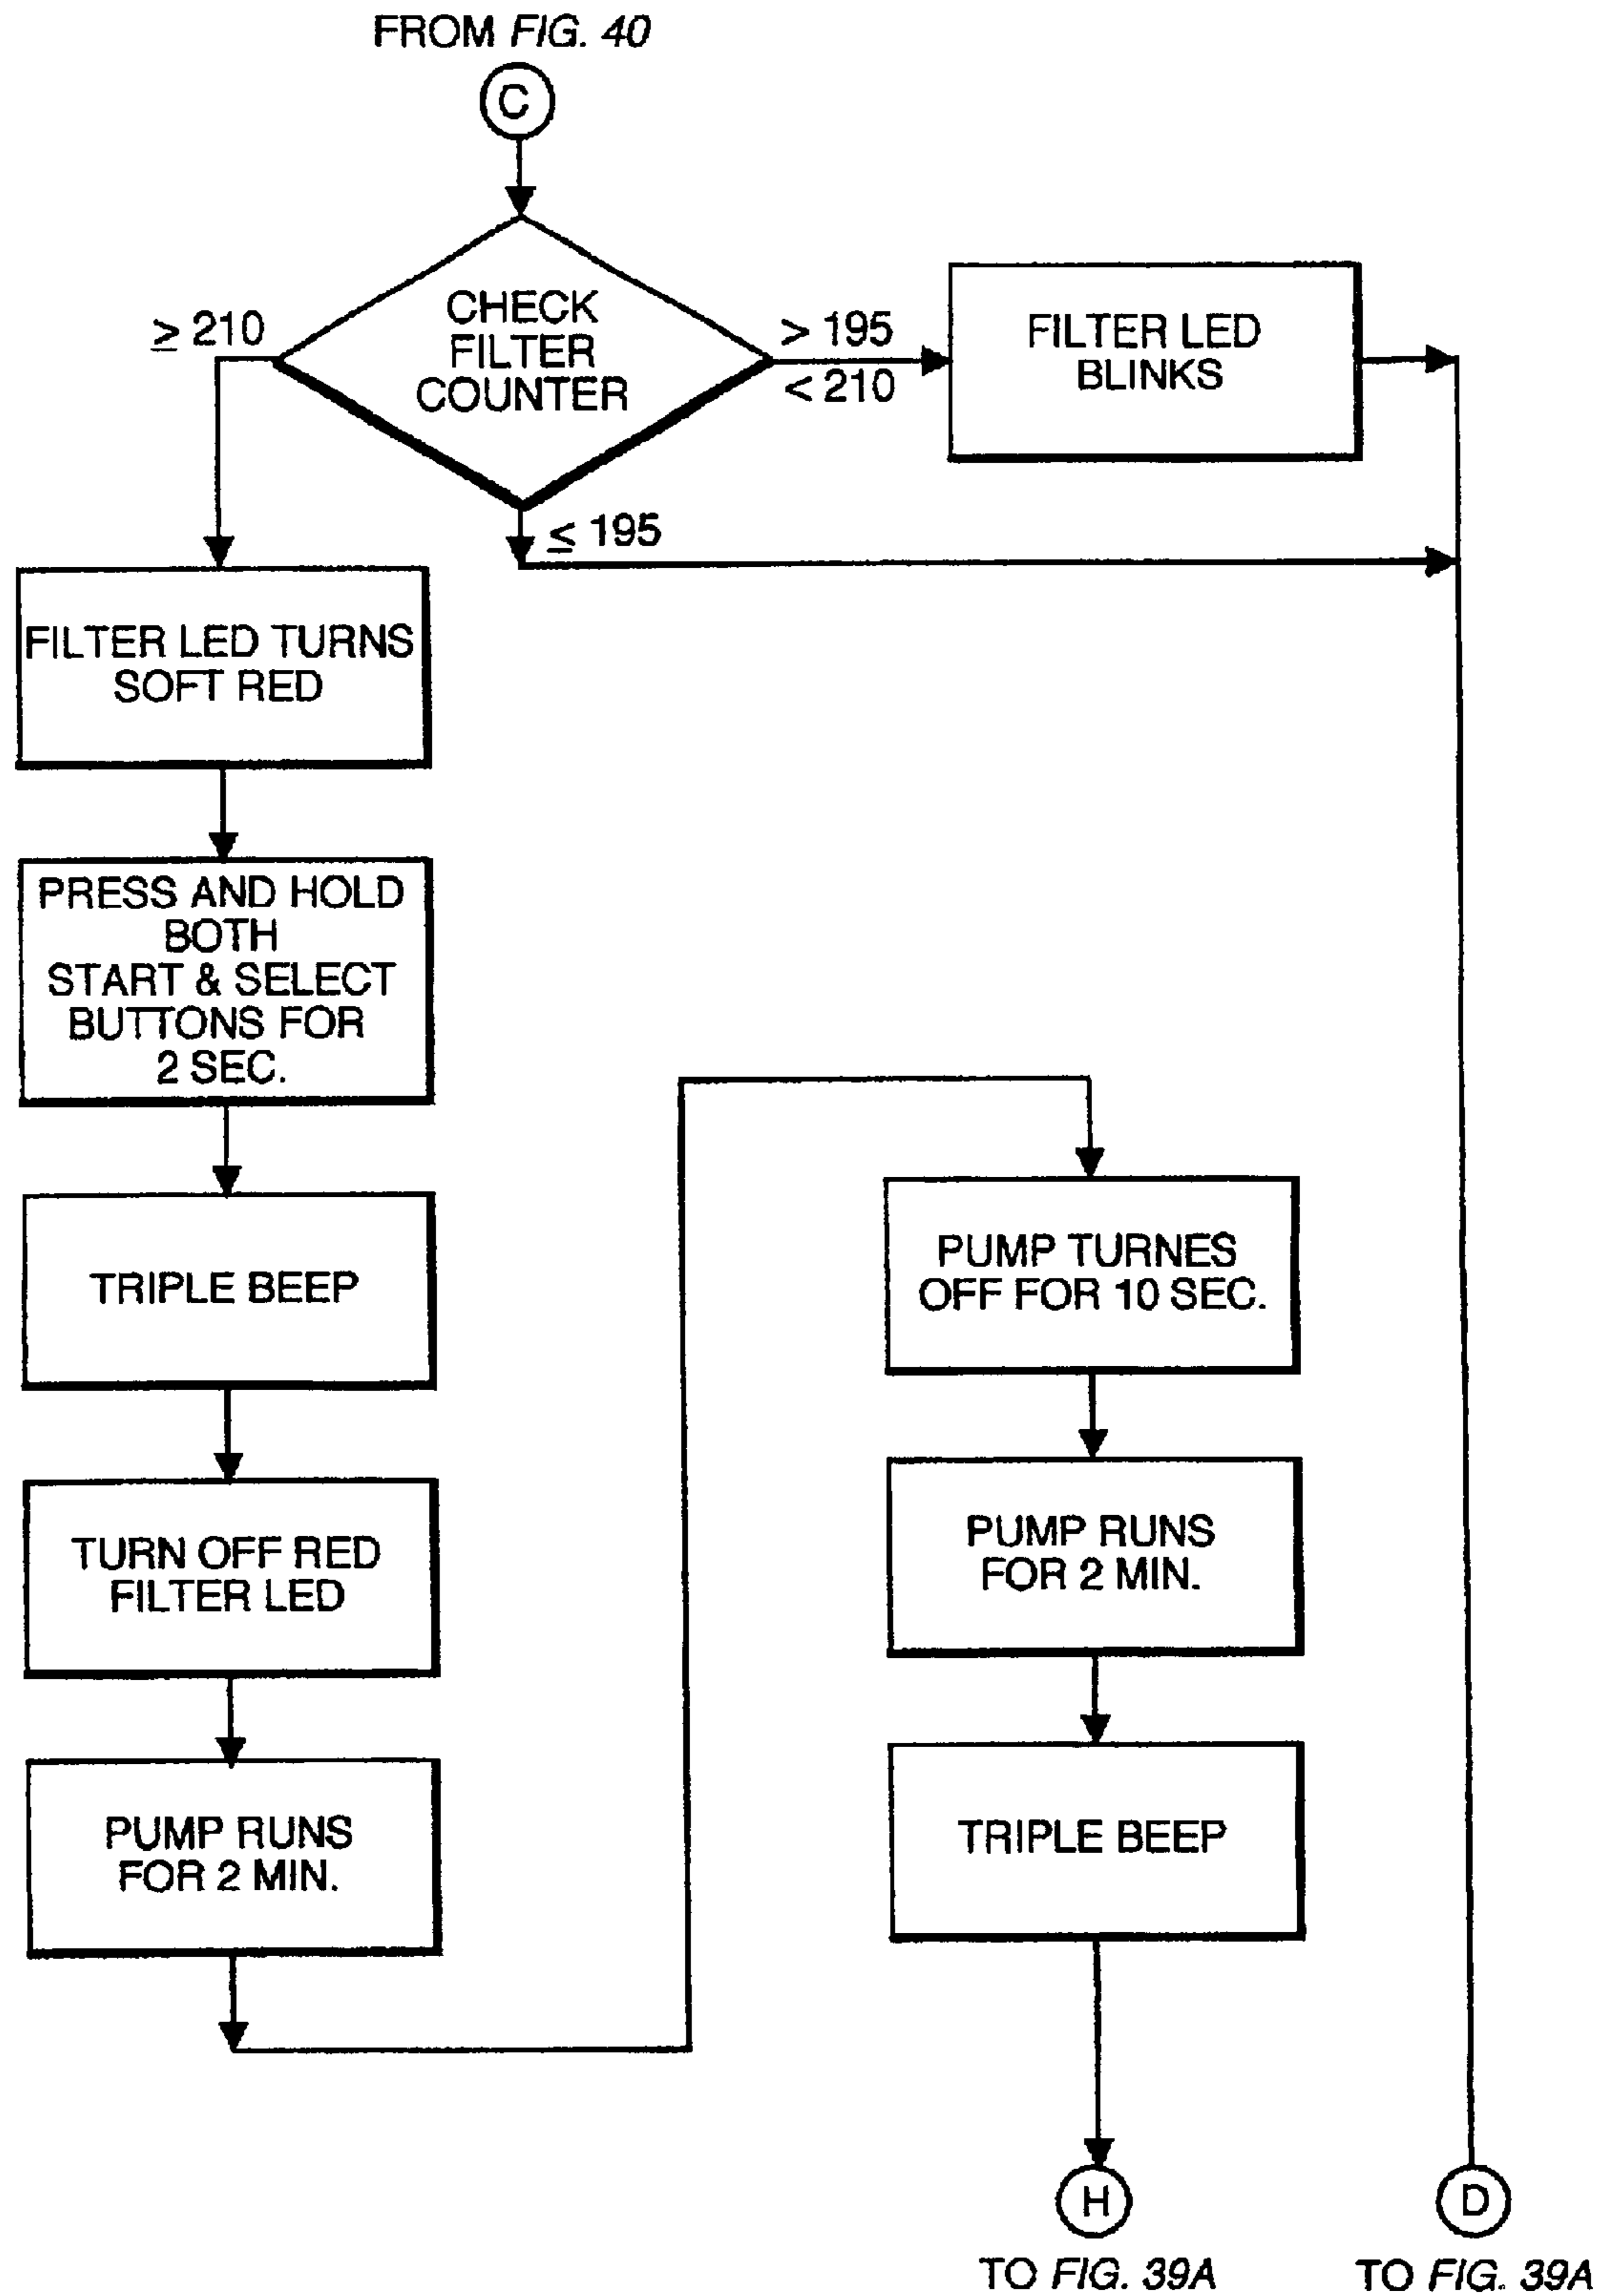 FROM FIG. 40
C
CHECK
FILTER
COUNTER
≥ 210
> 195
< 210
FILTER LED
BLINKS
≤ 195
FILTER LED TURNS
SOFT RED
PRESS AND HOLD
BOTH
START & SELECT
BUTTONS FOR
2 SEC.
TRIPLE BEEP
TURN OFF RED
FILTER LED
PUMP RUNS
FOR 2 MIN.
PUMP TURNES
OFF FOR 10 SEC.
PUMP RUNS
FOR 2 MIN.
TRIPLE BEEP
H
TO FIG. 39A
D
TO FIG. 39A